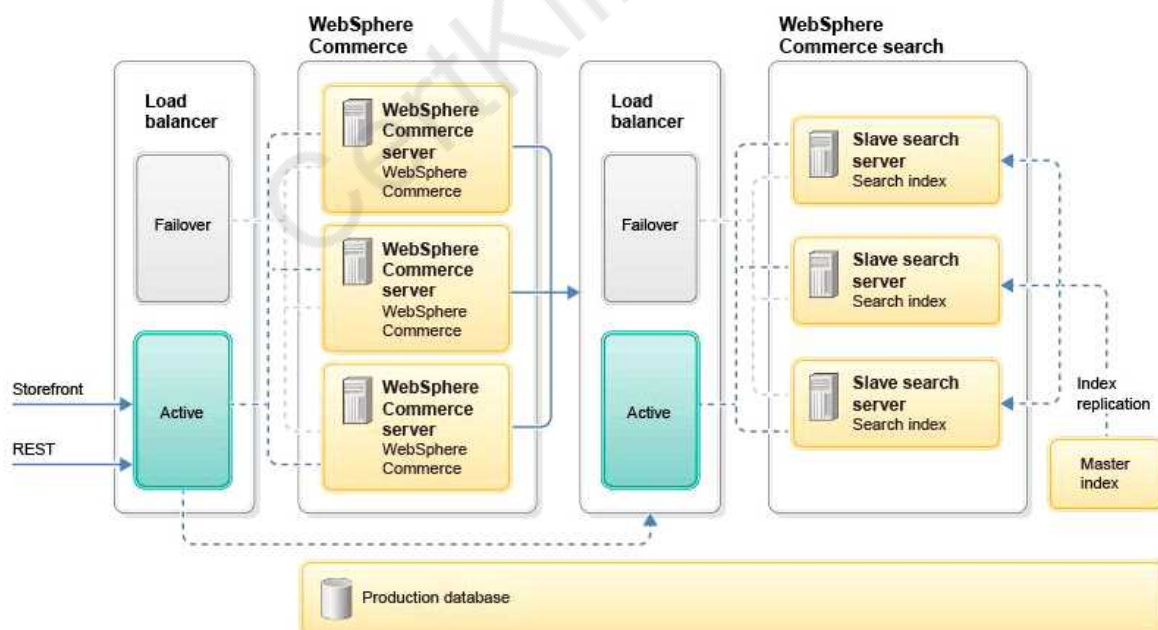 WebSphere
Commerce
WebSphere
Commerce search
Load
balancer
Failover
Active
Storefront
REST
WebSphere
Commerce
server
WebSphere
Commerce
WebSphere
Commerce
server
WebSphere
Commerce
WebSphere
Commerce
server
WebSphere
Commerce
Load
balancer
Failover
Active
Slave search
server
Search index
Slave search
server
Search index
Slave search
server
Search index
Index
replication
Master
index
Production database